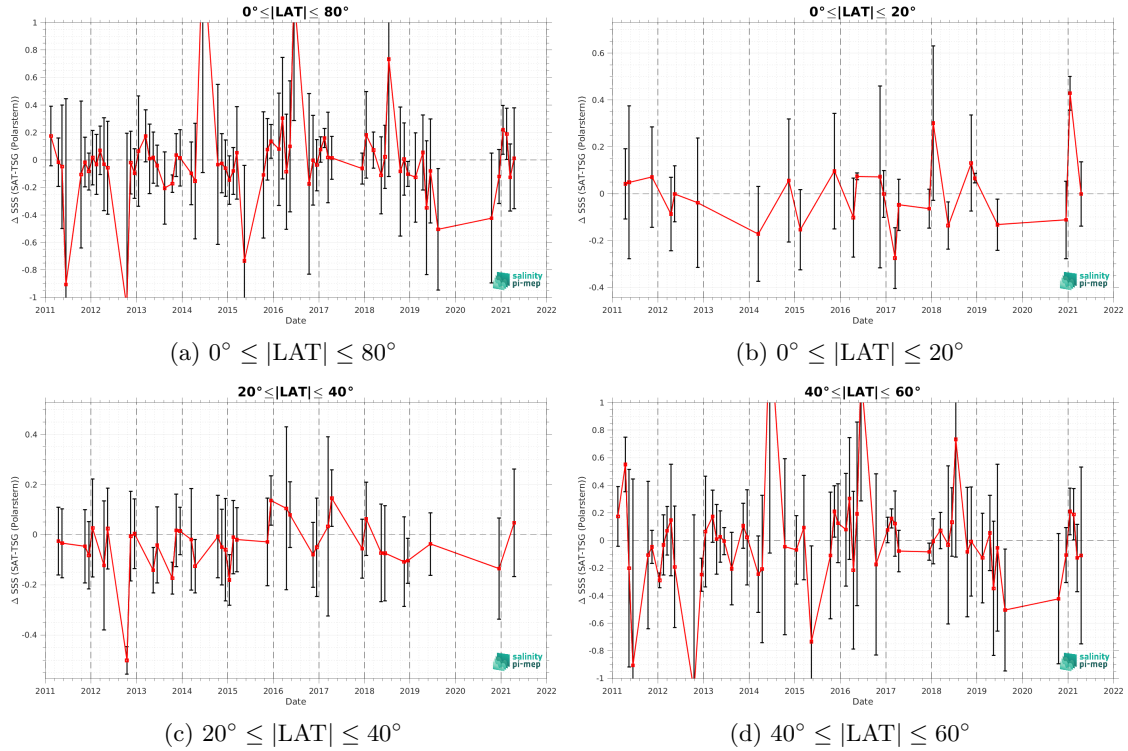 0°≤|LAT|≤ 80°
Δ SSS (SAT-TSG (Polarstern))
1
0.8
0.6
0.4
0.2
0
-0.2
-0.4
-0.6
-0.8
-1
2011 2012 2013 2014 2015 2016 2017 2018 2019 2020 2021 2022
Date
salinity
pi-mep
(a) 0° ≤ |LAT| ≤ 80°
0°≤|LAT|≤ 20°
Δ SSS (SAT-TSG (Polarstern))
0.6
0.4
0.2
0
-0.2
-0.4
2011 2012 2013 2014 2015 2016 2017 2018 2019 2020 2021 2022
Date
salinity
pi-mep
(b) 0° ≤ |LAT| ≤ 20°
20°≤|LAT|≤ 40°
Δ SSS (SAT-TSG (Polarstern))
0.4
0.2
0
-0.2
-0.4
2011 2012 2013 2014 2015 2016 2017 2018 2019 2020 2021 2022
Date
salinity
pi-mep
(c) 20° ≤ |LAT| ≤ 40°
40°≤|LAT|≤ 60°
Δ SSS (SAT-TSG (Polarstern))
1
0.8
0.6
0.4
0.2
0
-0.2
-0.4
-0.6
-0.8
-1
2011 2012 2013 2014 2015 2016 2017 2018 2019 2020 2021 2022
Date
salinity
pi-mep
(d) 40° ≤ |LAT| ≤ 60°